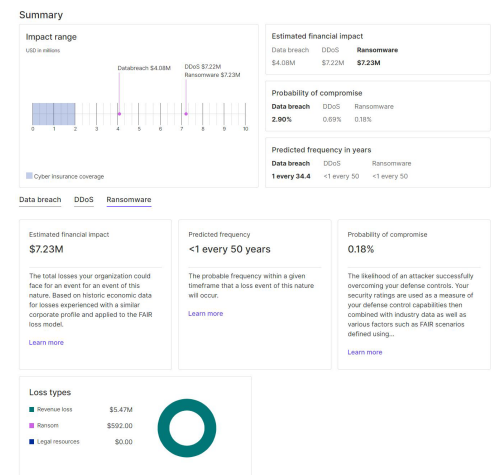 Summary
Impact range
USD in millions
Databreach $4.08M
DDoS $7.22M
Ransomware $7.23M
0 1 2 3 4 5 6 7 8 9 10
Cyber insurance coverage
Estimated financial impact
Data breach DDoS Ransomware
$4.08M $7.22M $7.23M
Probability of compromise
Data breach DDoS Ransomware
2.90% 0.69% 0.18%
Predicted frequency in years
Data breach DDoS Ransomware
1 every 34.4 <1 every 50 <1 every 50
Data breach DDoS Ransomware
Estimated financial impact
$7.23M
The total losses your organization could
face for an event for an event of this
nature. Based on historic economic data
for losses experienced with a similar
corporate profile and applied to the FAIR
loss model.
Learn more
Predicted frequency
<1 every 50 years
The probable frequency within a given
timeframe that a loss event of this nature
will occur.
Learn more
Probability of compromise
0.18%
The likelihood of an attacker successfully
overcoming your defense controls. Your
security ratings are used as a measure of
your defense control capabilities then
combined with industry data as well as
various factors such as FAIR scenarios
defined using...
Learn more
Loss types
Revenue loss $5.47M
Ransom $592.00
Legal resources $0.00